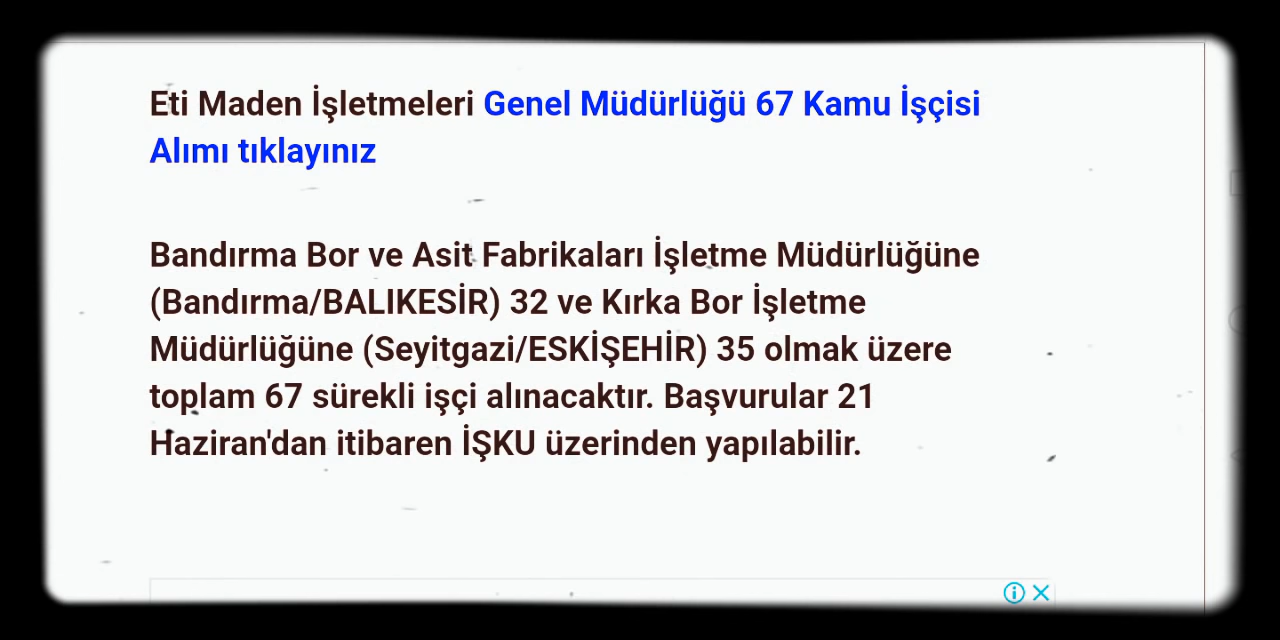 Eti Maden İşletmeleri Genel Müdürlüğü 67 Kamu İşçisi
Alımı tıklayınız
Bandırma Bor ve Asit Fabrikaları İşletme Müdürlüğüne
(Bandırma/BALIKESİR) 32 ve Kırka Bor İşletme
Müdürlüğüne (Seyitgazi/ESKİŞEHİR) 35 olmak üzere
toplam 67 sürekli işçi alınacaktır. Başvurular 21
Haziran'dan itibaren İŞKU üzerinden yapılabilir.